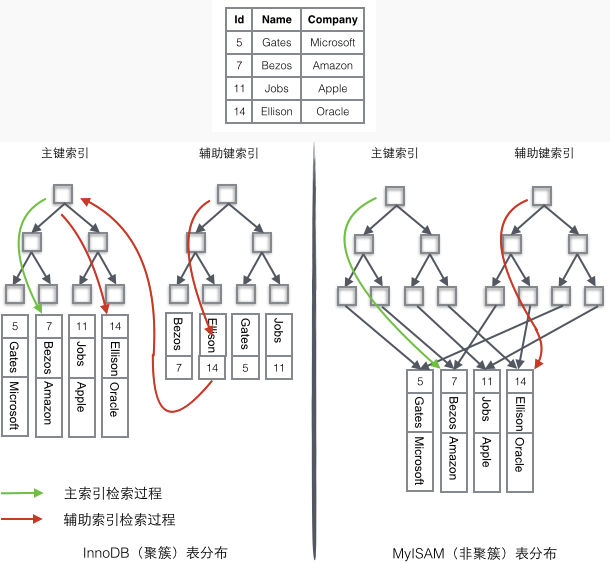 Id Name Company
5 Gates Microsoft
7 Bezos Amazon
11 Jobs Apple
14 Ellison Oracle
主键索引 辅助键索引 主键索引 辅助键索引
5 7 11 14
Gates Bezos Jobs Ellison
Microsoft Amazon Apple Oracle
Bezos Ellison Gates Jobs
7 14 5 11
5 7 11 14
Gates Bezos Jobs Ellison
Microsoft Amazon Apple Oracle
主索引检索过程
辅助索引检索过程
InnoDB（聚簇）表分布 MyISAM（非聚簇）表分布